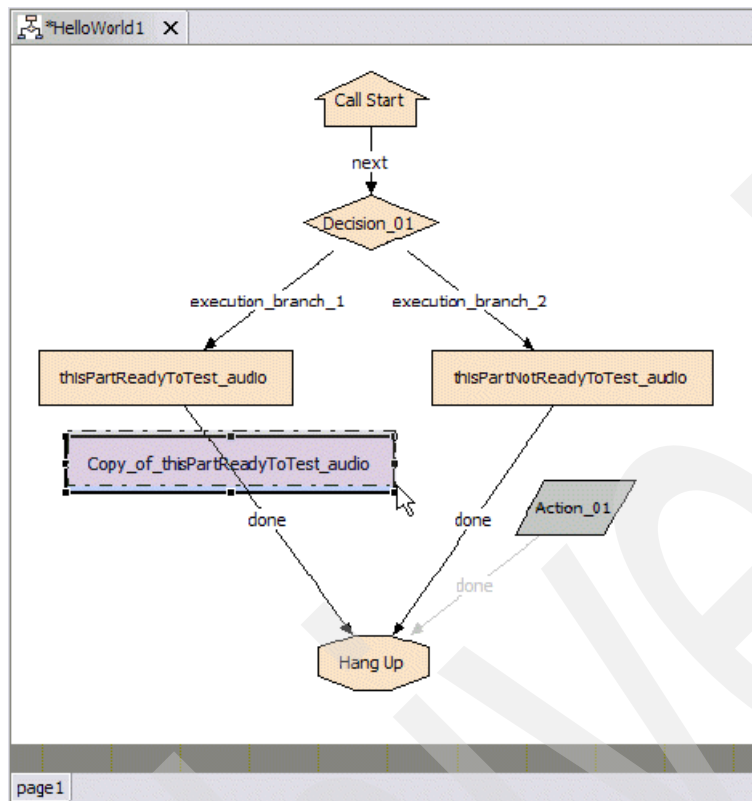 *HelloWorld1 X
Call Start
next
Decision_01
execution_branch_1 execution_branch_2
thisPartReadyToTest_audio thisPartNotReadyToTest_audio
Copy_of_thisPartReadyToTest_audio
Action_01
done done
done
Hang Up
page1